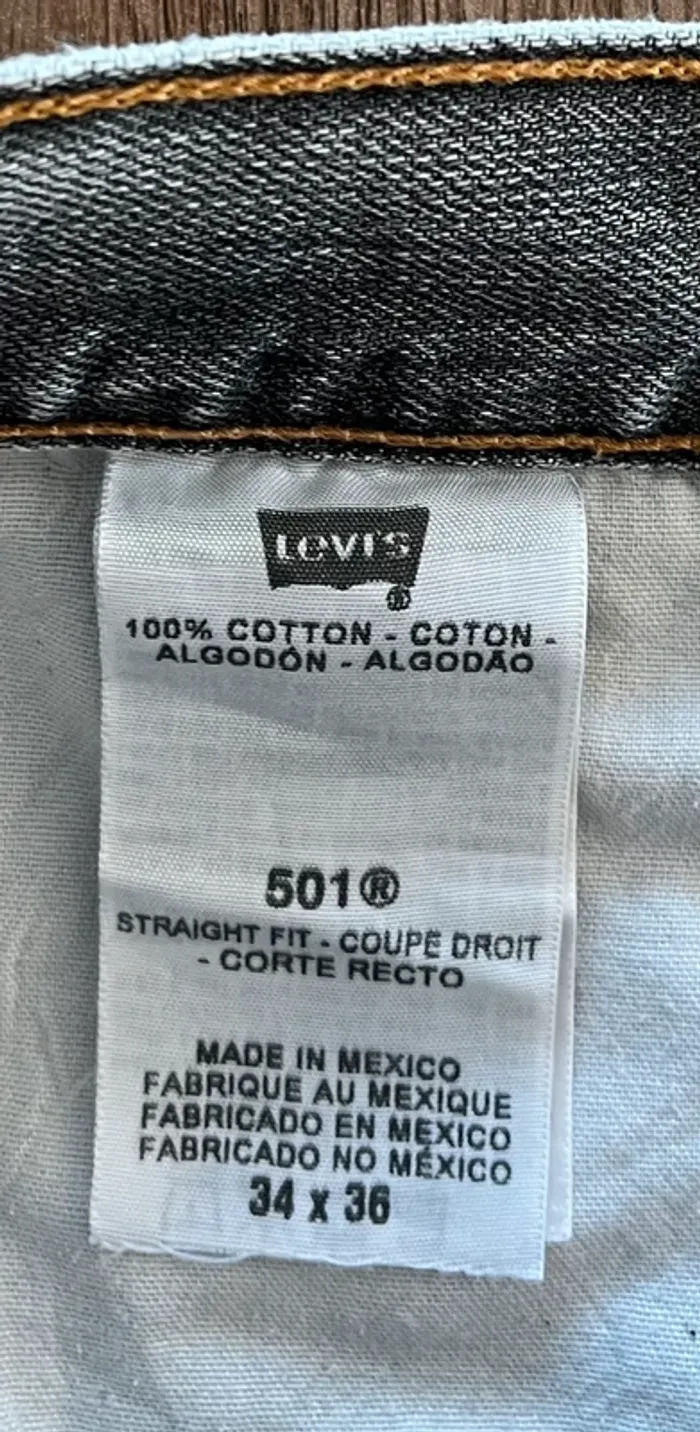 Levi's
®
100% COTTON - COTON -
ALGODÓN - ALGODÃO
501®
STRAIGHT FIT - COUPE DROIT
- CORTE RECTO
MADE IN MEXICO
FABRIQUE AU MEXIQUE
FABRICADO EN MEXICO
FABRICADO NO MÉXICO
34 x 36